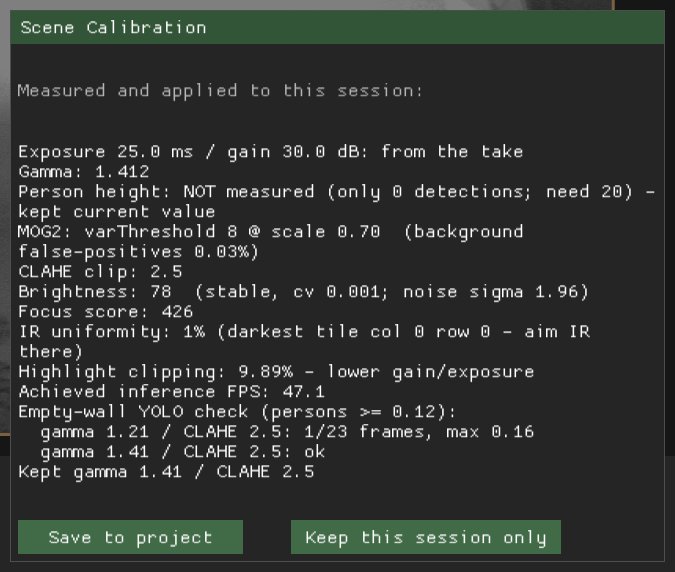 Scene Calibration
Measured and applied to this session:
Exposure 25.0 ms / gain 30.0 dB: from the take
Gamma: 1.412
Person height: NOT measured (only 0 detections; need 20) -
kept current value
MOG2: varThreshold 8 @ scale 0.70  (background
false-positives 0.03%)
CLAHE clip: 2.5
Brightness: 78  (stable, cv 0.001; noise sigma 1.96)
Focus score: 426
IR uniformity: 1% (darkest tile col 0 row 0 - aim IR
there)
Highlight clipping: 9.89% - lower gain/exposure
Achieved inference FPS: 47.1
Empty-wall YOLO check (persons >= 0.12):
  gamma 1.21 / CLAHE 2.5: 1/23 frames, max 0.16
  gamma 1.41 / CLAHE 2.5: ok
Kept gamma 1.41 / CLAHE 2.5
Save to project
Keep this session only